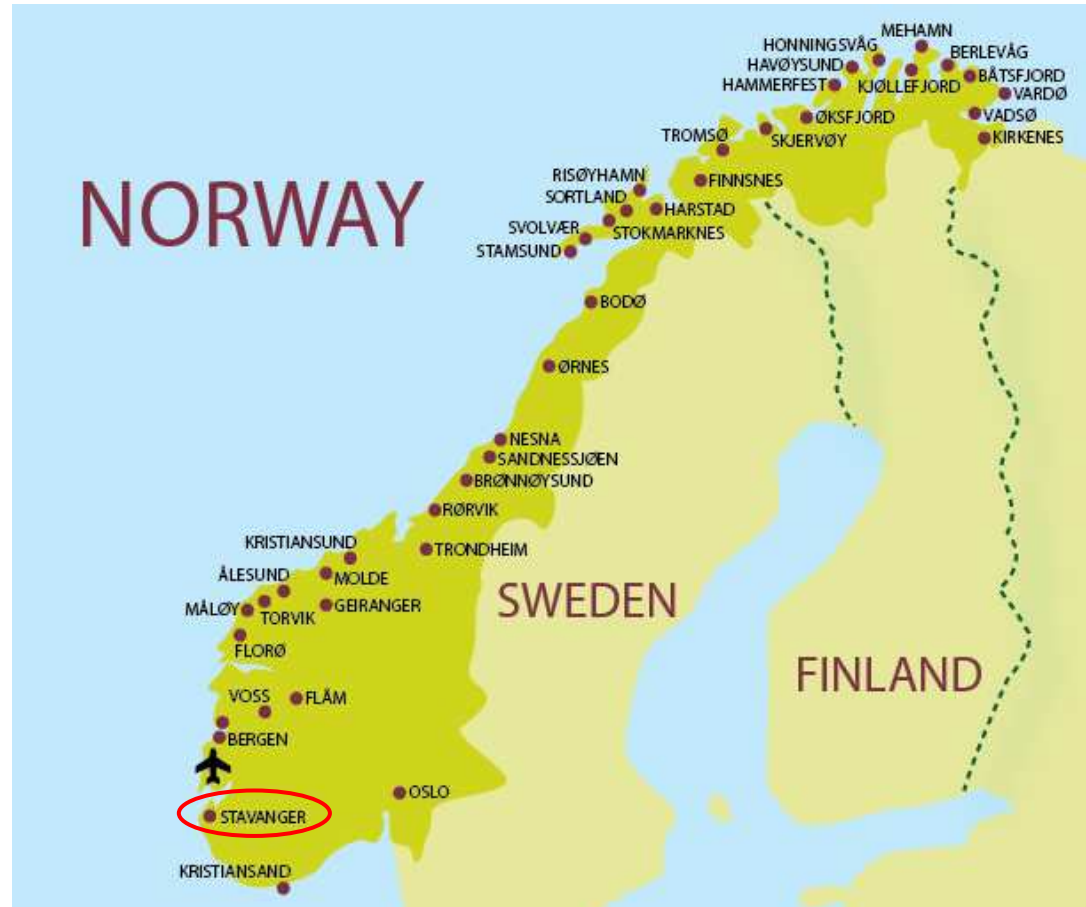 MEHAMN
HONNINGSVÅG
BERLEVÅG
HAVØYSUND
BÅTSFJORD
HAMMERFEST
KJØLLEFJORD
VARDØ
ØKSFJORD
VADSØ
TROMSØ
SKJERVØY
KIRKENES
RISØYHAMN
FINNSNES
SORTLAND
HARSTAD
NORWAY
SVOLVÆR
STOKMARKNES
STAMSUND
BODØ
ØRNES
NESNA
SANDNESSJØEN
BRØNNØYSUND
RØRVIK
KRISTIANSUND
TRONDHEIM
ÅLESUND
MOLDE
MÅLØY
GEIRANGER
TORVIK
SWEDEN
FLORØ
FINLAND
VOSS
FLÅM
BERGEN
OSLO
STAVANGER
KRISTIANSAND